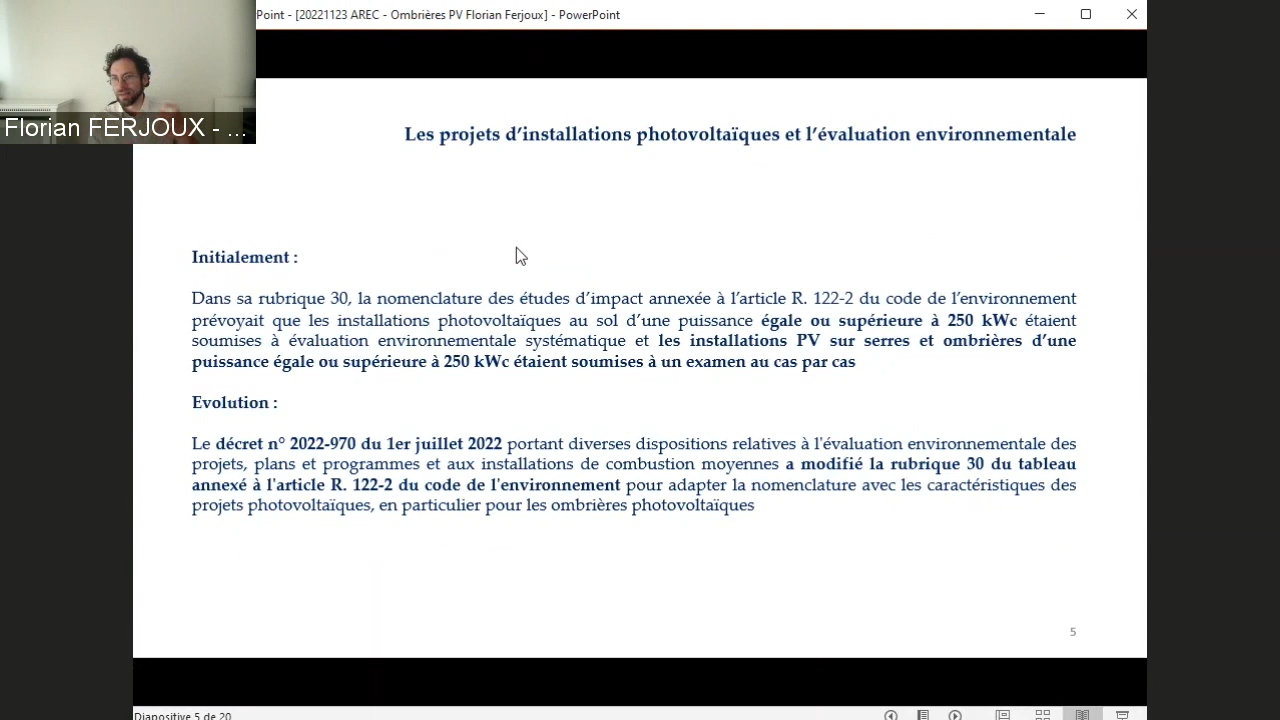 Point - [20221123 AREC - Ombrières PV Florian Ferjoux] - PowerPoint
Florian FERJOUX - ...
Les projets d’installations photovoltaïques et l’évaluation environnementale
Initialement :
Dans sa rubrique 30, la nomenclature des études d’impact annexée à l’article R. 122-2 du code de l’environnement
prévoyait que les installations photovoltaïques au sol d’une puissance égale ou supérieure à 250 kWc étaient
soumises à évaluation environnementale systématique et les installations PV sur serres et ombrières d’une
puissance égale ou supérieure à 250 kWc étaient soumises à un examen au cas par cas
Evolution :
Le décret n° 2022-970 du 1er juillet 2022 portant diverses dispositions relatives à l'évaluation environnementale des
projets, plans et programmes et aux installations de combustion moyennes a modifié la rubrique 30 du tableau
annexé à l'article R. 122-2 du code de l'environnement pour adapter la nomenclature avec les caractéristiques des
projets photovoltaïques, en particulier pour les ombrières photovoltaïques
5
Diapositive 5 de 20